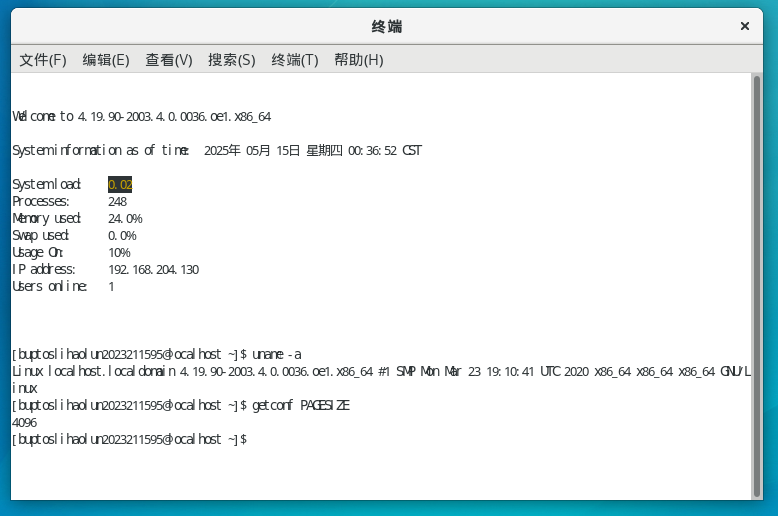 终端
文件(F) 编辑(E) 查看(V) 搜索(S) 终端(T) 帮助(H)
Welcome to 4.19.90-2003.4.0.0036.oe1.x86_64
System information as of time: 2025年 05月 15日 星期四 00:36:52 CST
System load: 0.02
Processes: 248
Memory used: 24.0%
Swap used: 0.0%
Usage On: 10%
IP address: 192.168.204.130
Users online: 1
[buptoslihaolun2023211595@localhost ~]$ uname -a
Linux localhost.localdomain 4.19.90-2003.4.0.0036.oe1.x86_64 #1 SMP Mon Mar 23 19:10:41 UTC 2020 x86_64 x86_64 x86_64 GNU/L
inux
[buptoslihaolun2023211595@localhost ~]$ getconf PAGESIZE
4096
[buptoslihaolun2023211595@localhost ~]$